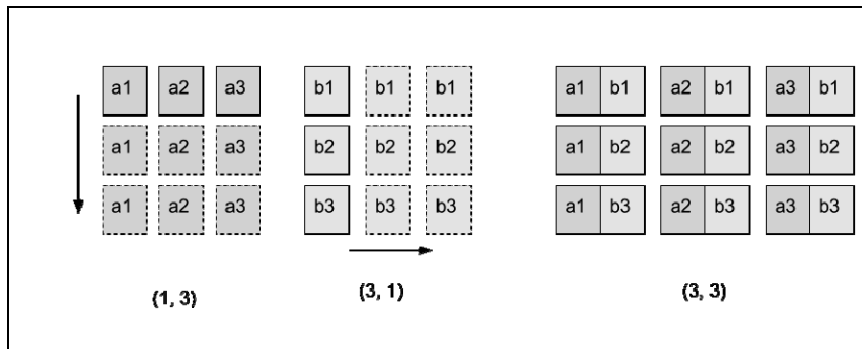 a1 a2 a3 b1 b1 b1 a1 b1 a2 b1 a3 b1
a1 a2 a3 b2 b2 b2 a1 b2 a2 b2 a3 b2
a1 a2 a3 b3 b3 b3 a1 b3 a2 b3 a3 b3
(1, 3) (3, 1) (3, 3)